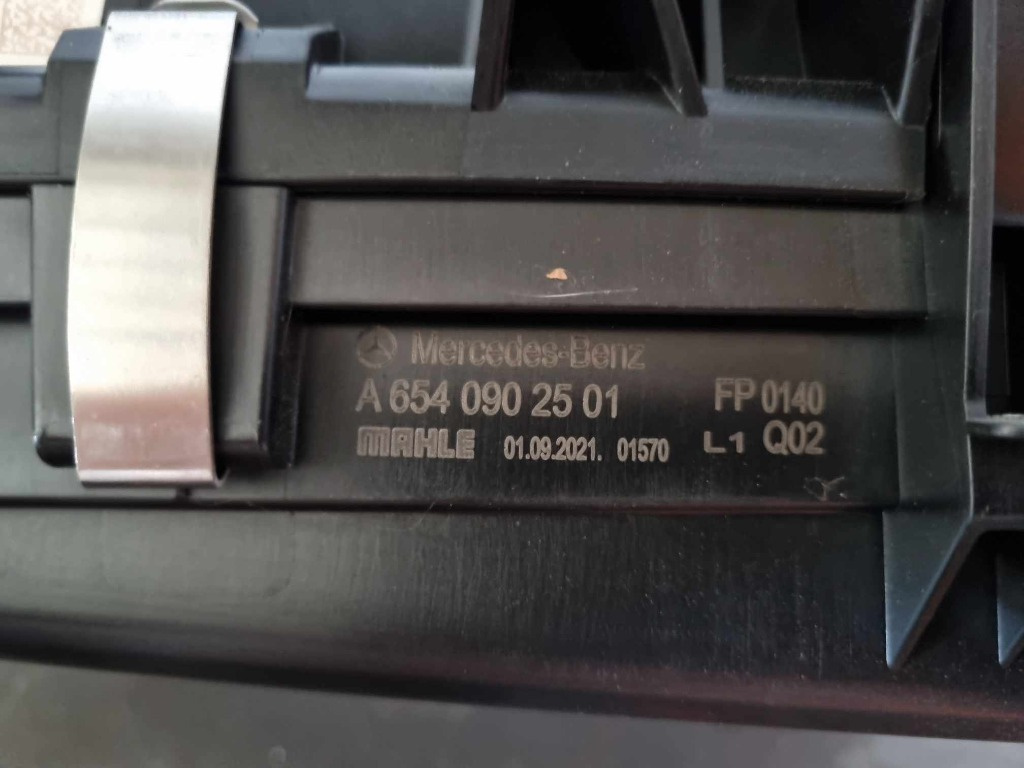 Mercedes-Benz
A 654 090 25 01 FP 0140
MAHLE 01.09.2021. 01570 L1 Q02